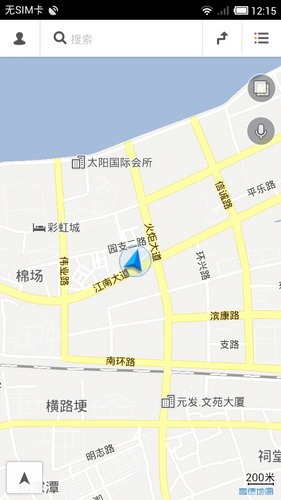 无SIM卡
12:15
搜索
太阳国际会所
信诚路
平乐路
彩虹城
火炬大道
园支二路
伟业路
环兴路
棉场
江南大道
滨康路
支路
南环路
横路埂
元发.文苑大厦
明志路
祠堂
200米
高德地图